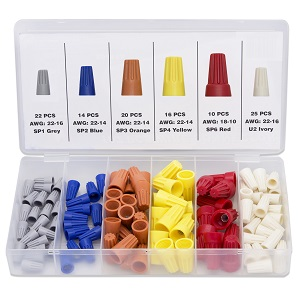 22 PCS
AWG: 22-16
SP1 Grey
14 PCS
AWG: 22-14
SP2 Blue
20 PCS
AWG: 22-14
SP3 Orange
16 PCS
AWG: 22-14
SP4 Yellow
10 PCS
AWG: 18-10
SP6 Red
25 PCS
AWG: 22-16
U2 Ivory